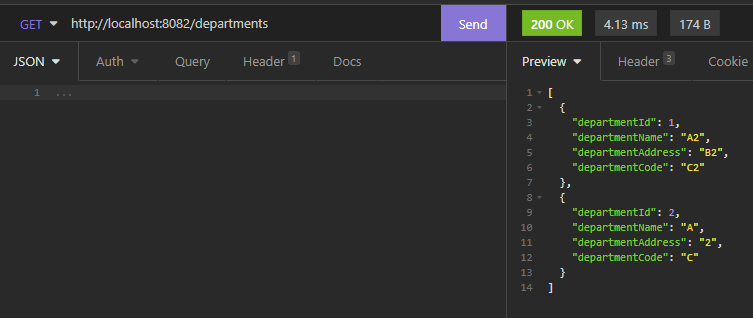 GET http://localhost:8082/departments Send 200 OK 4.13 ms 174 B
JSON Auth Query Header 1 Docs Preview Header 3 Cookie
1 ...
1 [
2 {
3 "departmentId": 1,
4 "departmentName": "A2",
5 "departmentAddress": "B2",
6 "departmentCode": "C2"
7 },
8 {
9 "departmentId": 2,
10 "departmentName": "A",
11 "departmentAddress": "2",
12 "departmentCode": "C"
13 }
14 ]